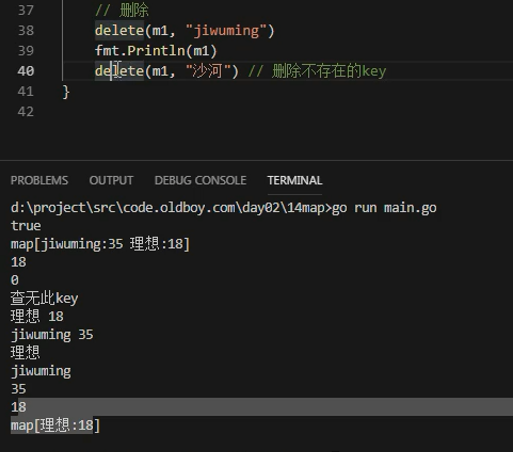 37 // 删除
38 delete(m1, "jiwuming")
39 fmt.Println(m1)
40 delete(m1, "沙河") // 删除不存在的key
41 }
42
PROBLEMS OUTPUT DEBUG CONSOLE TERMINAL
d:\project\src\code.oldboy.com\day02\14map>go run main.go
true
map[jiwuming:35 理想:18]
18
0
查无此key
理想 18
jiwuming 35
理想
jiwuming
35
18
map[理想:18]